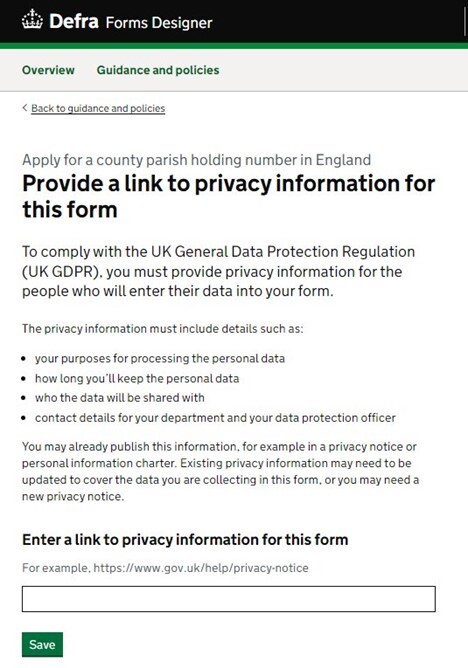 Defra Forms Designer
Overview Guidance and policies
< Back to guidance and policies
Apply for a county parish holding number in England
Provide a link to privacy information for
this form
To comply with the UK General Data Protection Regulation
(UK GDPR), you must provide privacy information for the
people who will enter their data into your form.
The privacy information must include details such as:
• your purposes for processing the personal data
• how long you'll keep the personal data
• who the data will be shared with
• contact details for your department and your data protection officer
You may already publish this information, for example in a privacy notice or
personal information charter. Existing privacy information may need to be
updated to cover the data you are collecting in this form, or you may need a
new privacy notice.
Enter a link to privacy information for this form
For example, https://www.gov.uk/help/privacy-notice
Save